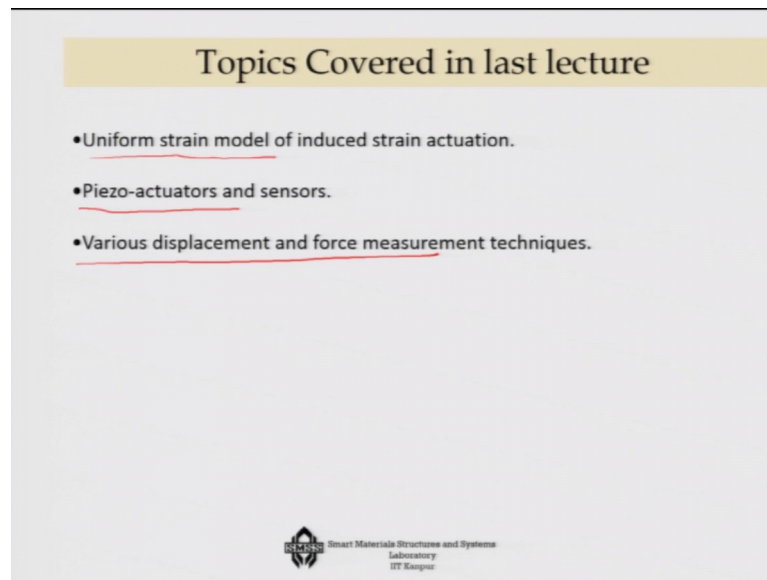 Topics Covered in last lecture
•Uniform strain model of induced strain actuation.
•Piezo-actuators and sensors.
•Various displacement and force measurement techniques.
SMSS
Smart Materials Structures and Systems
Laboratory
IIT Kanpur